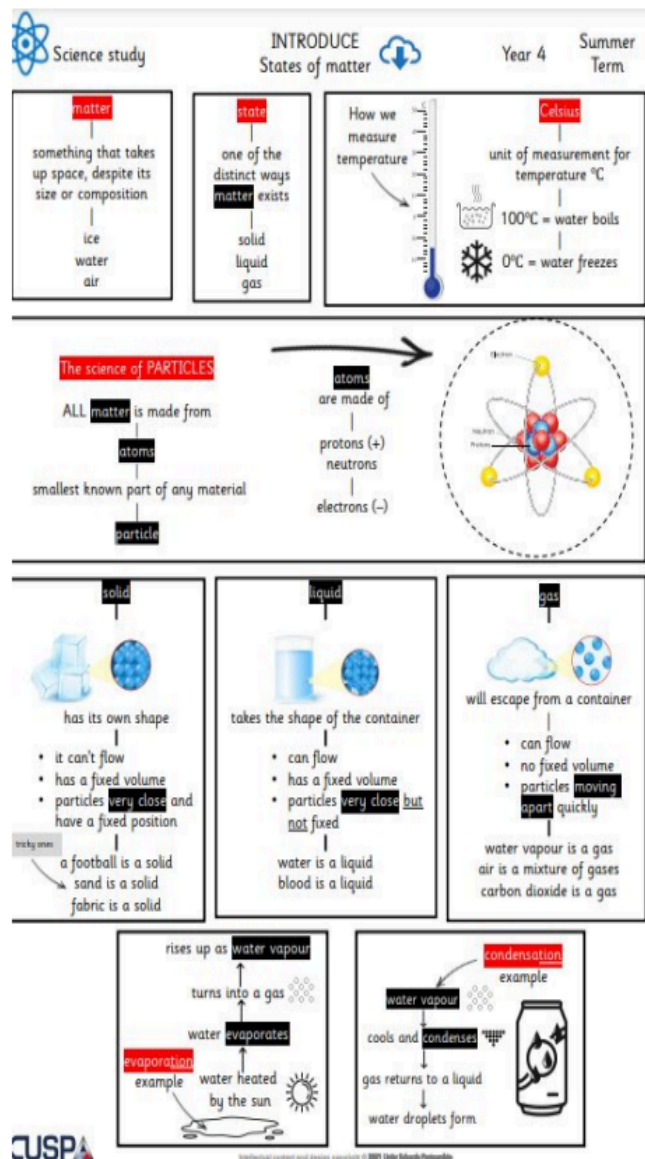 Science study
INTRODUCE
States of matter
Year 4
Summer
Term
matter
something that takes
up space, despite its
size or composition
ice
water
air
state
one of the
distinct ways
matter exists
solid
liquid
gas
How we
measure
temperature
Celsius
unit of measurement for
temperature °C
100°C = water boils
0°C = water freezes
The science of PARTICLES
ALL matter is made from
atoms
smallest known part of any material
particle
atoms
are made of
protons (+)
neutrons
electrons (–)
Electron
Neutron
Protons
solid
has its own shape
• it can't flow
• has a fixed volume
• particles very close and
have a fixed position
tricky ones
a football is a solid
sand is a solid
fabric is a solid
liquid
takes the shape of the container
• can flow
• has a fixed volume
• particles very close but
not fixed
water is a liquid
blood is a liquid
gas
will escape from a container
• can flow
• no fixed volume
• particles moving
apart quickly
water vapour is a gas
air is a mixture of gases
carbon dioxide is a gas
rises up as water vapour
turns into a gas
water evaporates
evaporation
example
water heated
by the sun
condensation
example
water vapour
cools and condenses
gas returns to a liquid
water droplets form
CUSP